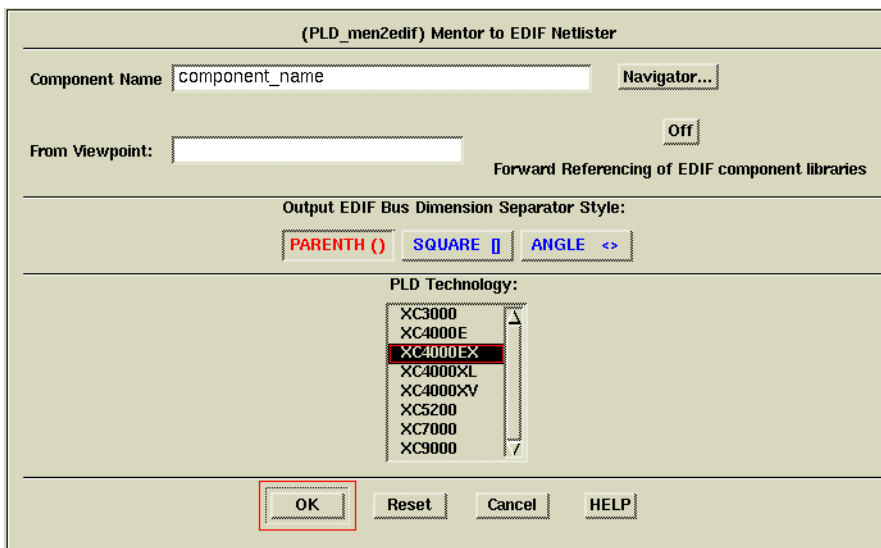 (PLD_men2edif) Mentor to EDIF Netlister
Component Name component_name Navigator...
Off
From Viewpoint:
Forward Referencing of EDIF component libraries
Output EDIF Bus Dimension Separator Style:
PARENTH () SQUARE [] ANGLE <>
PLD Technology:
XC3000
XC4000E
XC4000EX
XC4000XL
XC4000XV
XC5200
XC7000
XC9000
OK Reset Cancel HELP